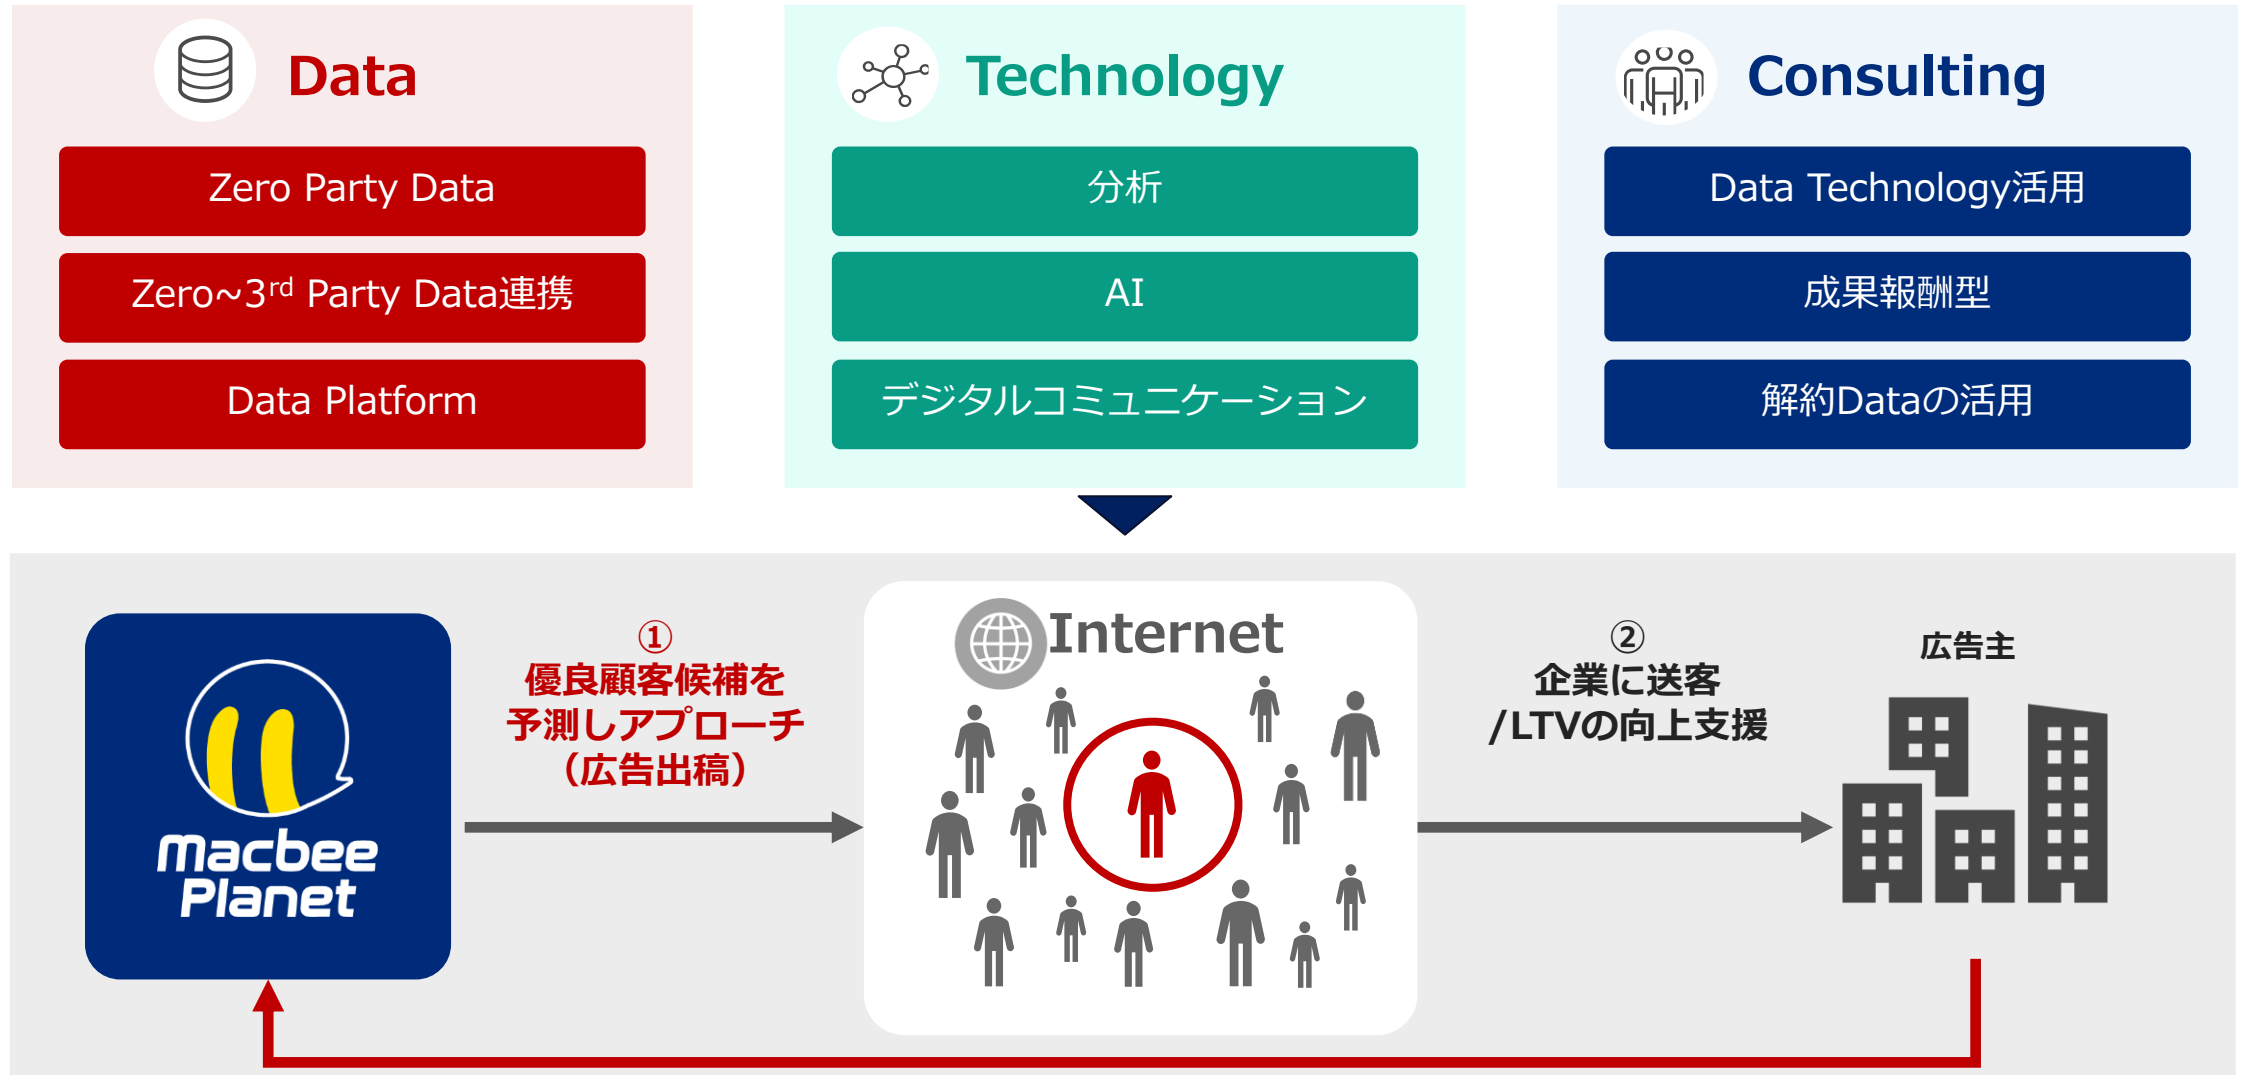 Data
Zero Party Data
Zero~3rd Party Data連携
Data Platform
Technology
分析
AI
デジタルコミュニケーション
Consulting
Data Technology活用
成果報酬型
解約Dataの活用
macbee
Planet
①
優良顧客候補を
予測しアプローチ
（広告出稿）
Internet
②
企業に送客
/LTVの向上支援
広告主